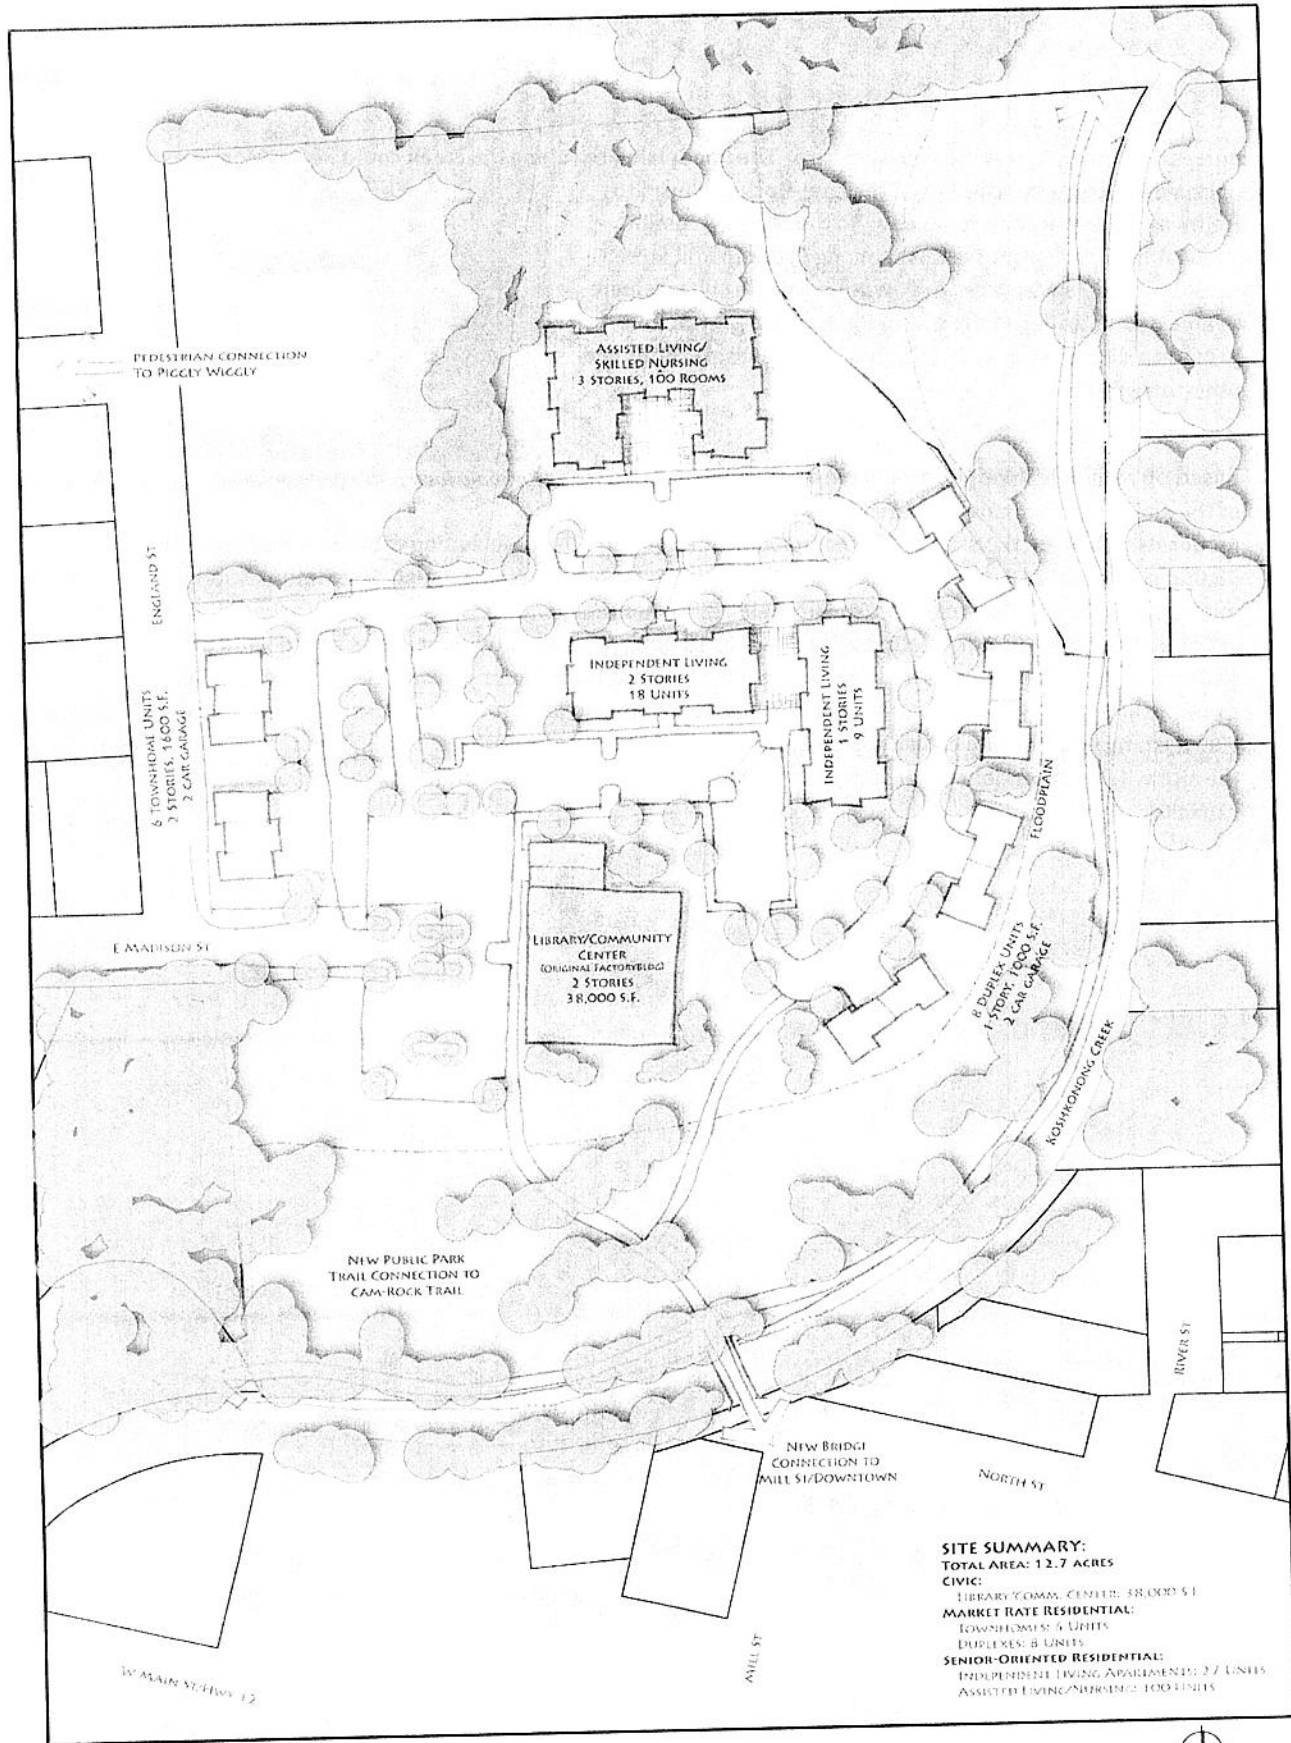 ASSISTED LIVING/
SKILLED NURSING
3 STORIES, 100 ROOMS
PEDESTRIAN CONNECTION
TO PIGGLY WIGGLY
ENGLAND ST
INDEPENDENT LIVING
2 STORIES
18 UNITS
INDEPENDENT LIVING
1 STORIES
9 UNITS
6 TOWNHOME UNITS
2 STORIES, 1600 S.F.
2 CAR GARAGE
FLOODPLAIN
E MADISON ST
LIBRARY/COMMUNITY
CENTER
(ORIGINAL FACTORY BLDG)
2 STORIES
38,000 S.F.
8 DUPLEX UNITS
1 STORY, 1000 S.F.
2 CAR GARAGE
KOSHKONONG CREEK
NEW PUBLIC PARK
TRAIL CONNECTION TO
CAM-ROCK TRAIL
RIVER ST
NEW BRIDGE
CONNECTION TO
MILL ST/DOWNTOWN
NORTH ST
MILL ST
W MAIN ST/HWY 12
SITE SUMMARY:
TOTAL AREA: 12.7 ACRES
CIVIC:
LIBRARY/COMM. CENTER: 38,000 S.F.
MARKET RATE RESIDENTIAL:
TOWNHOMES: 6 UNITS
DUPLEXES: 8 UNITS
SENIOR-ORIENTED RESIDENTIAL:
INDEPENDENT LIVING APARTMENTS: 27 UNITS
ASSISTED LIVING/NURSING: 100 UNITS